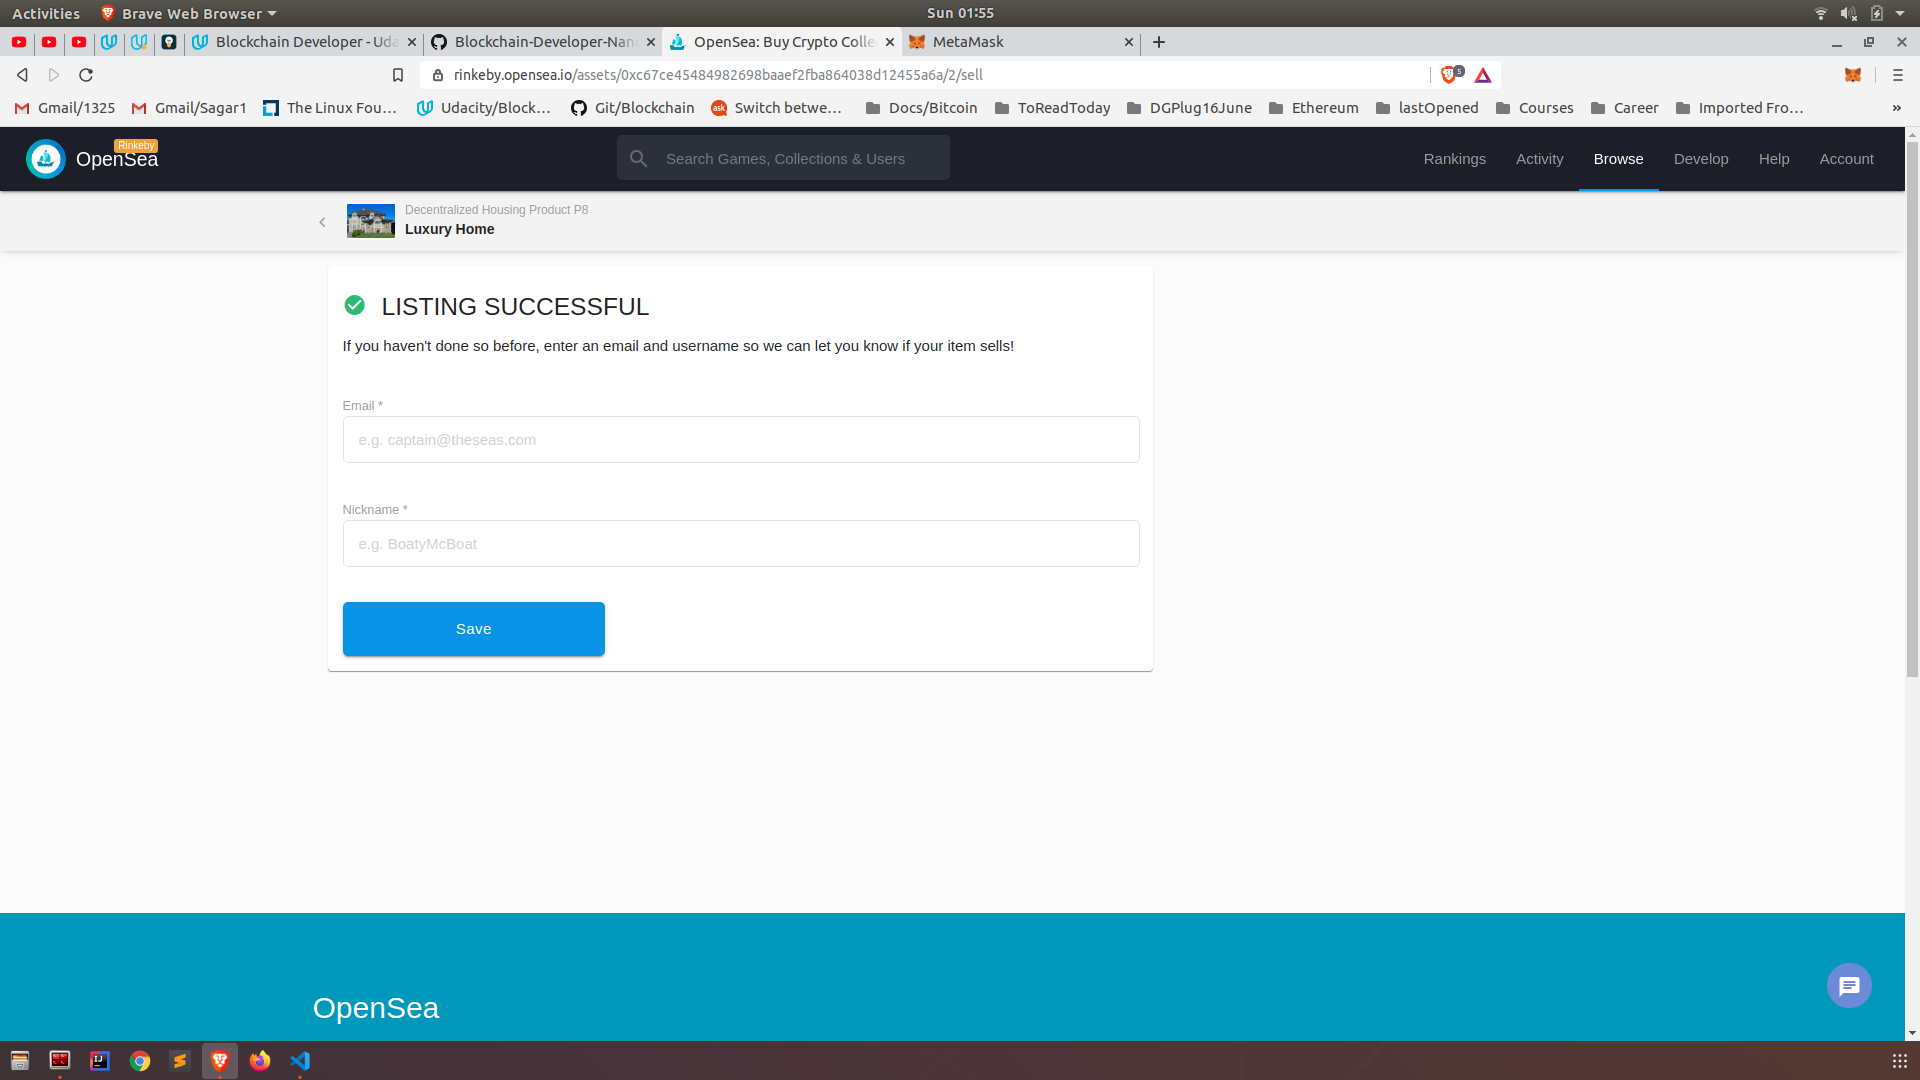 Activities
Brave Web Browser
Sun 01:55
Blockchain Developer - Uda
Blockchain-Developer-Nan
OpenSea: Buy Crypto Colle
MetaMask
rinkeby.opensea.io/assets/0xc67ce45484982698baaef2fba864038d12455a6a/2/sell
5
Gmail/1325
Gmail/Sagar1
The Linux Fou…
Udacity/Block…
Git/Blockchain
ask
Switch betwe…
Docs/Bitcoin
ToReadToday
DGPlug16June
Ethereum
lastOpened
Courses
Career
Imported Fro…
»
Rinkeby
OpenSea
Search Games, Collections & Users
Rankings
Activity
Browse
Develop
Help
Account
Decentralized Housing Product P8
Luxury Home
LISTING SUCCESSFUL
If you haven't done so before, enter an email and username so we can let you know if your item sells!
Email *
e.g. captain@theseas.com
Nickname *
e.g. BoatyMcBoat
Save
OpenSea